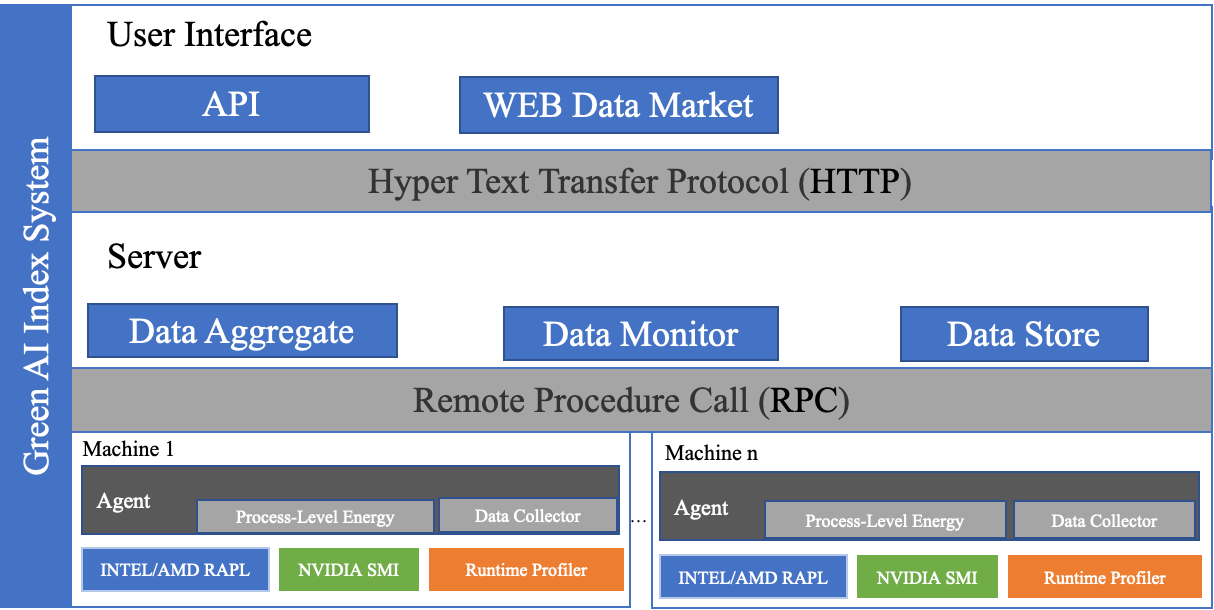 Green AI Index System
User Interface
API
WEB Data Market
Hyper Text Transfer Protocol (HTTP)
Server
Data Aggregate
Data Monitor
Data Store
Remote Procedure Call (RPC)
Machine 1
Agent
Process-Level Energy
Data Collector
INTEL/AMD RAPL
NVIDIA SMI
Runtime Profiler
...
Machine n
Agent
Process-Level Energy
Data Collector
INTEL/AMD RAPL
NVIDIA SMI
Runtime Profiler